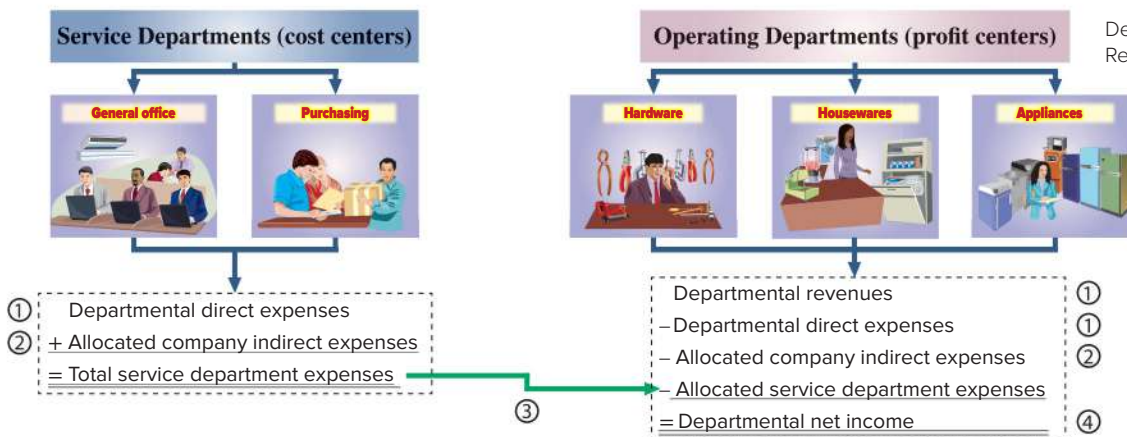 Service Departments (cost centers)
General office
Purchasing
① Departmental direct expenses
② + Allocated company indirect expenses
= Total service department expenses
③
Operating Departments (profit centers)
Hardware
Housewares
Appliances
Departmental revenues ①
– Departmental direct expenses ①
– Allocated company indirect expenses ②
– Allocated service department expenses
= Departmental net income ④
De
Re